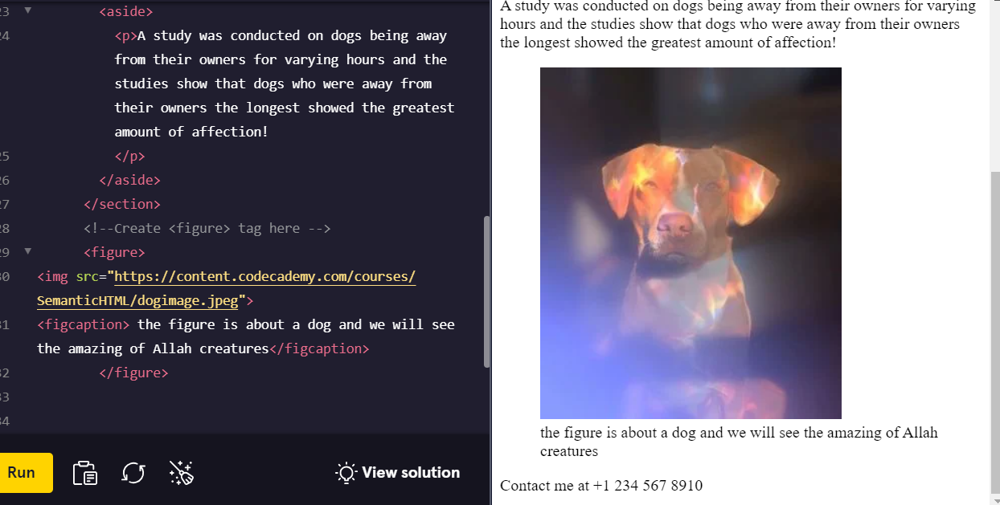 23 <aside>
24 <p>A study was conducted on dogs being away
from their owners for varying hours and the
studies show that dogs who were away from
their owners the longest showed the greatest
amount of affection!
25 </p>
26 </aside>
27 </section>
28 <!--Create <figure> tag here -->
29 <figure>
30 <img src="https://content.codecademy.com/courses/
SemanticHTML/dogimage.jpeg">
31 <figcaption> the figure is about a dog and we will see
the amazing of Allah creatures</figcaption>
32 </figure>
33
34
Run
View solution
A study was conducted on dogs being away from their owners for varying
hours and the studies show that dogs who were away from their owners
the longest showed the greatest amount of affection!
the figure is about a dog and we will see the amazing of Allah
creatures
Contact me at +1 234 567 8910